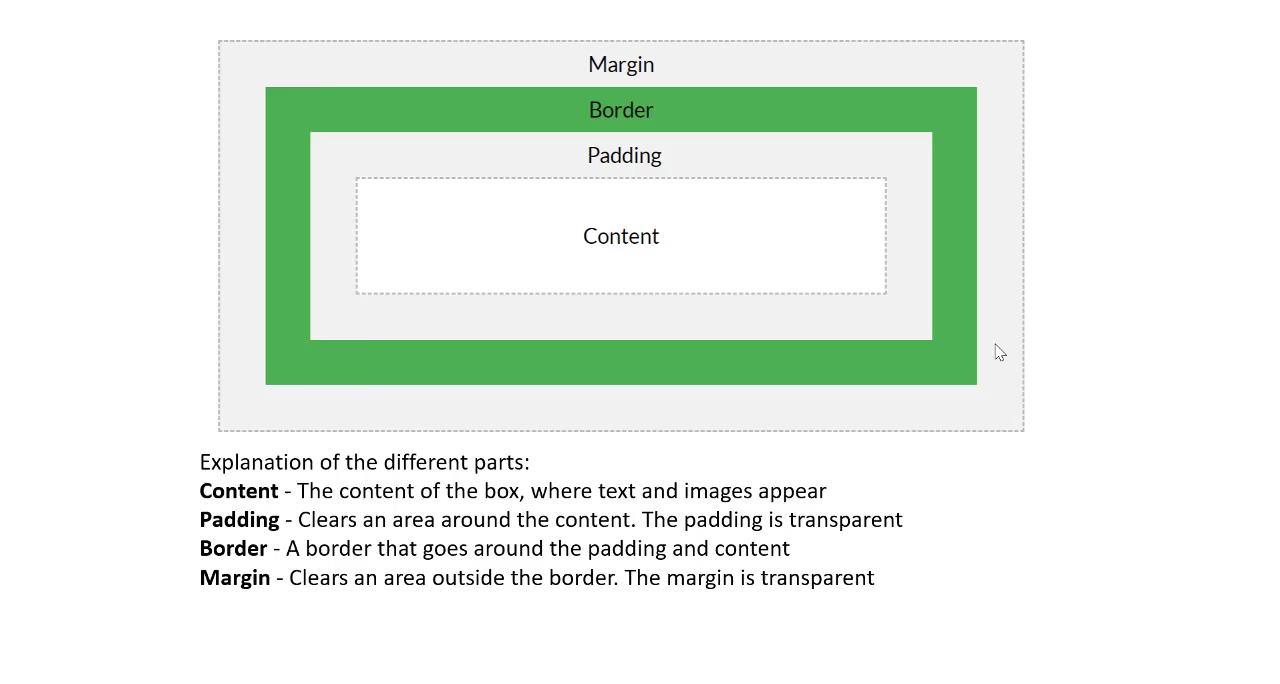 Margin
Border
Padding
Content
Explanation of the different parts:
Content - The content of the box, where text and images appear
Padding - Clears an area around the content. The padding is transparent
Border - A border that goes around the padding and content
Margin - Clears an area outside the border. The margin is transparent